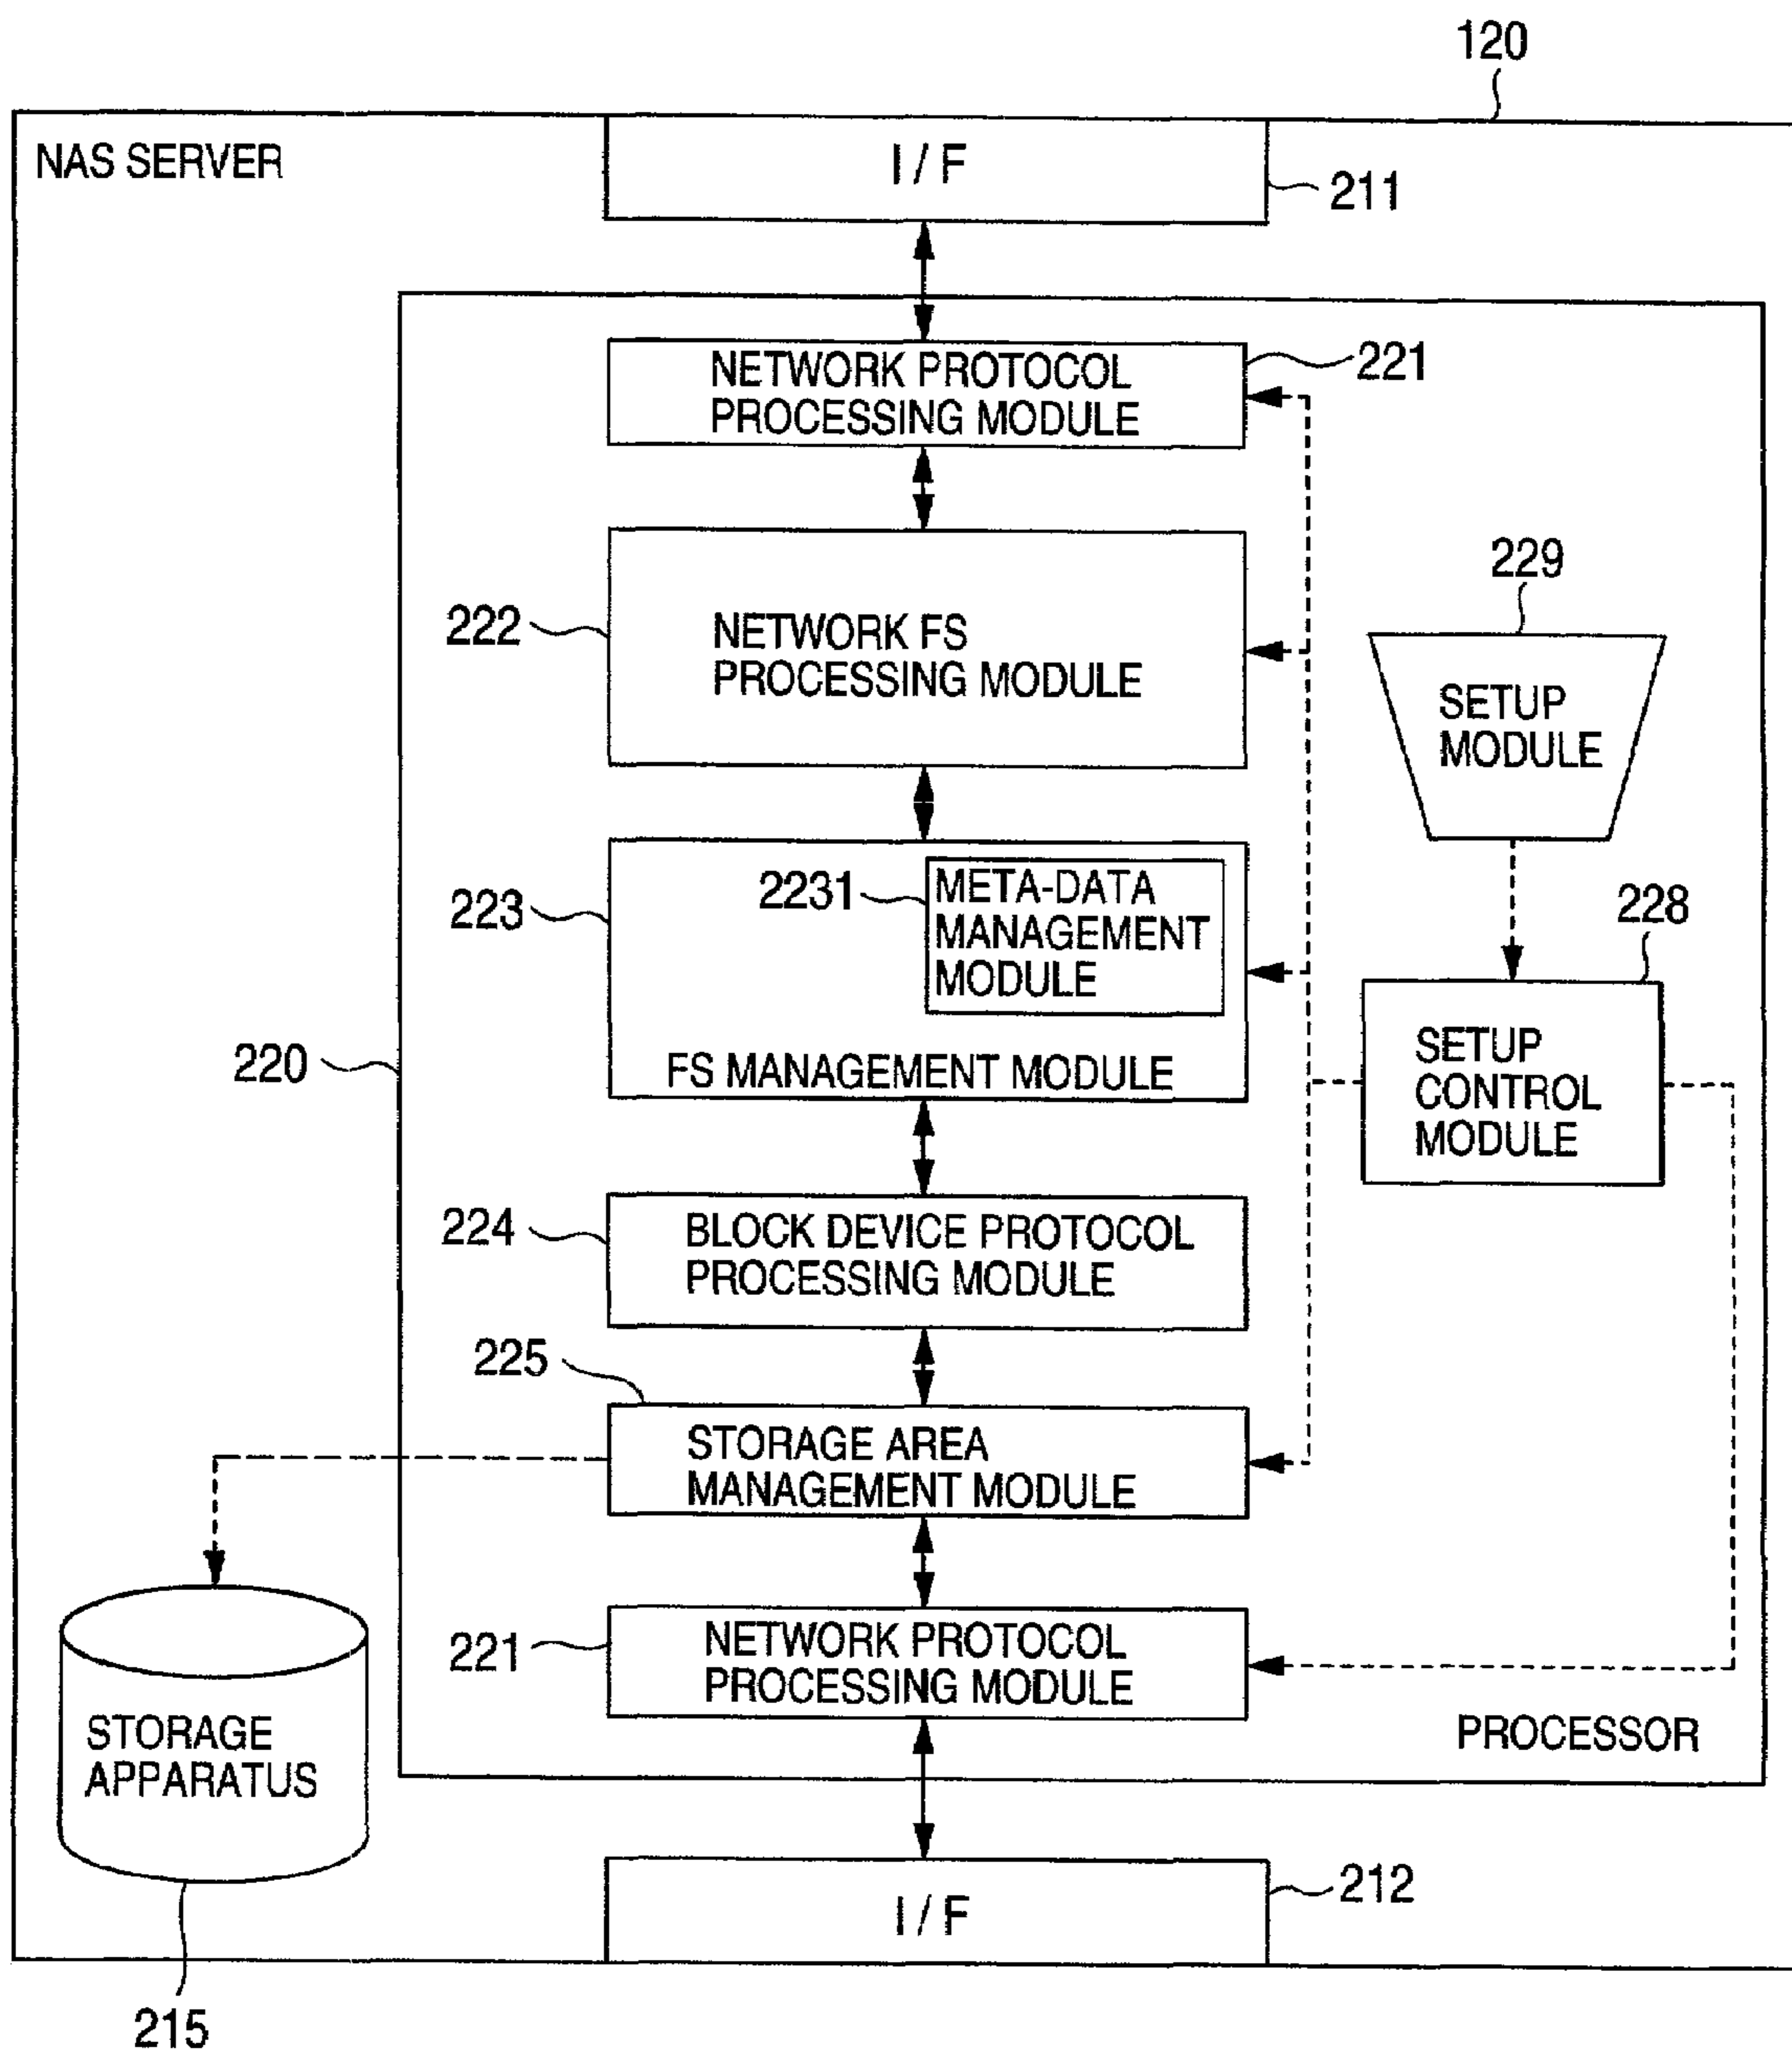 120
NAS SERVER
I / F
211
NETWORK PROTOCOL
PROCESSING MODULE
221
222
NETWORK FS
PROCESSING MODULE
229
SETUP
MODULE
223
2231
META-DATA
MANAGEMENT
MODULE
FS MANAGEMENT MODULE
228
SETUP
CONTROL
MODULE
220
224
BLOCK DEVICE PROTOCOL
PROCESSING MODULE
225
STORAGE AREA
MANAGEMENT MODULE
221
NETWORK PROTOCOL
PROCESSING MODULE
STORAGE
APPARATUS
PROCESSOR
I / F
212
215